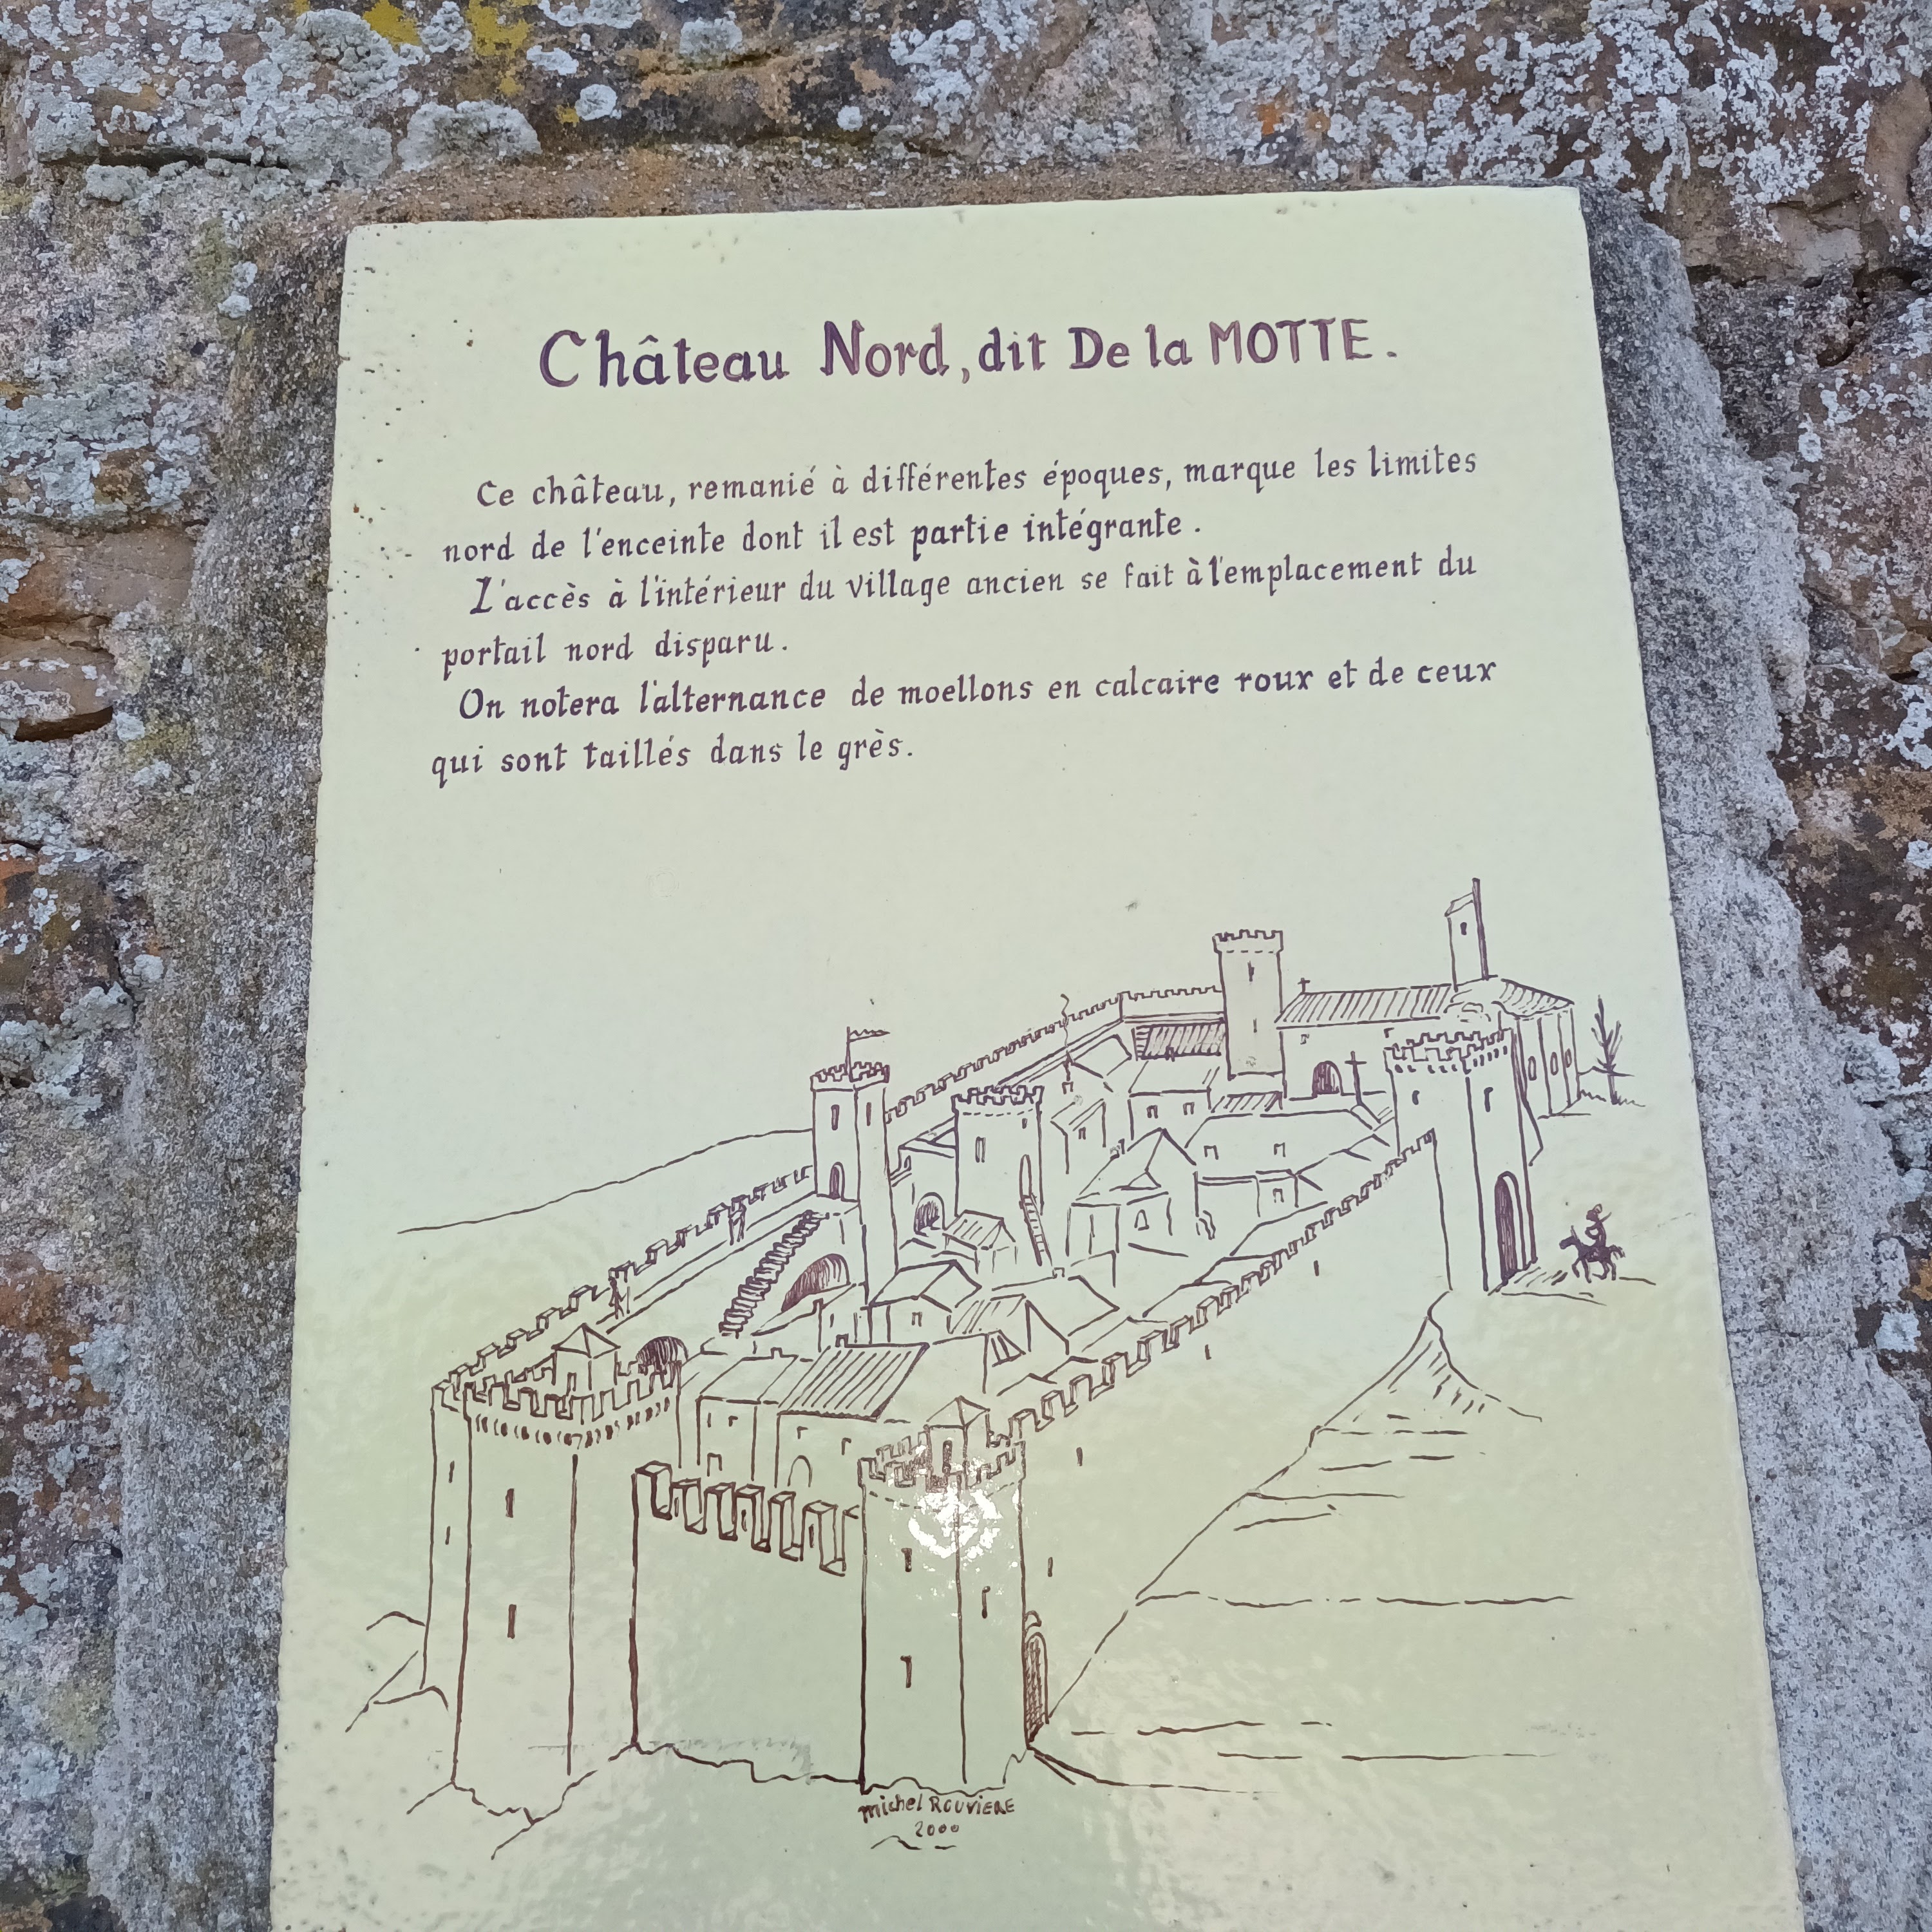 Château Nord, dit De la MOTTE.
Ce château, remanié à différentes époques, marque les limites
nord de l'enceinte dont il est partie intégrante.
L'accès à l'intérieur du village ancien se fait à l'emplacement du
portail nord disparu.
On notera l'alternance de moellons en calcaire roux et de ceux
qui sont taillés dans le grès.
michel ROUVIERE
2000